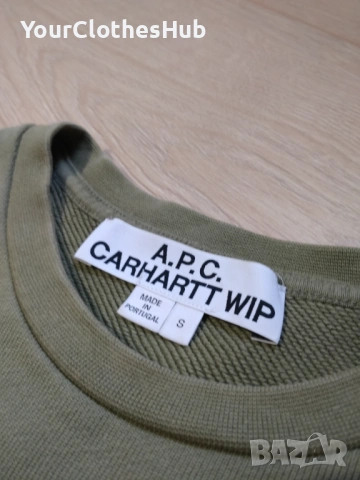 YourClothesHub
A.P.C.
CARHARTT WIP
MADE
IN
PORTUGAL
S
BAZAR